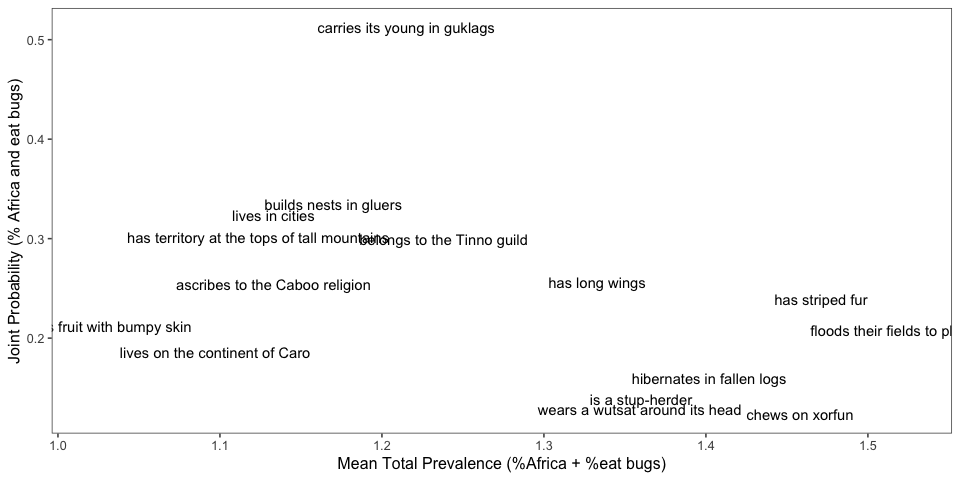 carries its young in guklags
0.5
0.4
builds nests in gluers
lives in cities
has territory at the tops of tall mountains
belongs to the Tinno guild
0.3
ascribes to the Caboo religion
has long wings
has striped fur
fruit with bumpy skin
floods their fields to pl
0.2
lives on the continent of Caro
hibernates in fallen logs
is a stup-herder
wears a wutsat around its head
chews on xorfun
1.0 1.1 1.2 1.3 1.4 1.5
Mean Total Prevalence (%Africa + %eat bugs)
Joint Probability (% Africa and eat bugs)